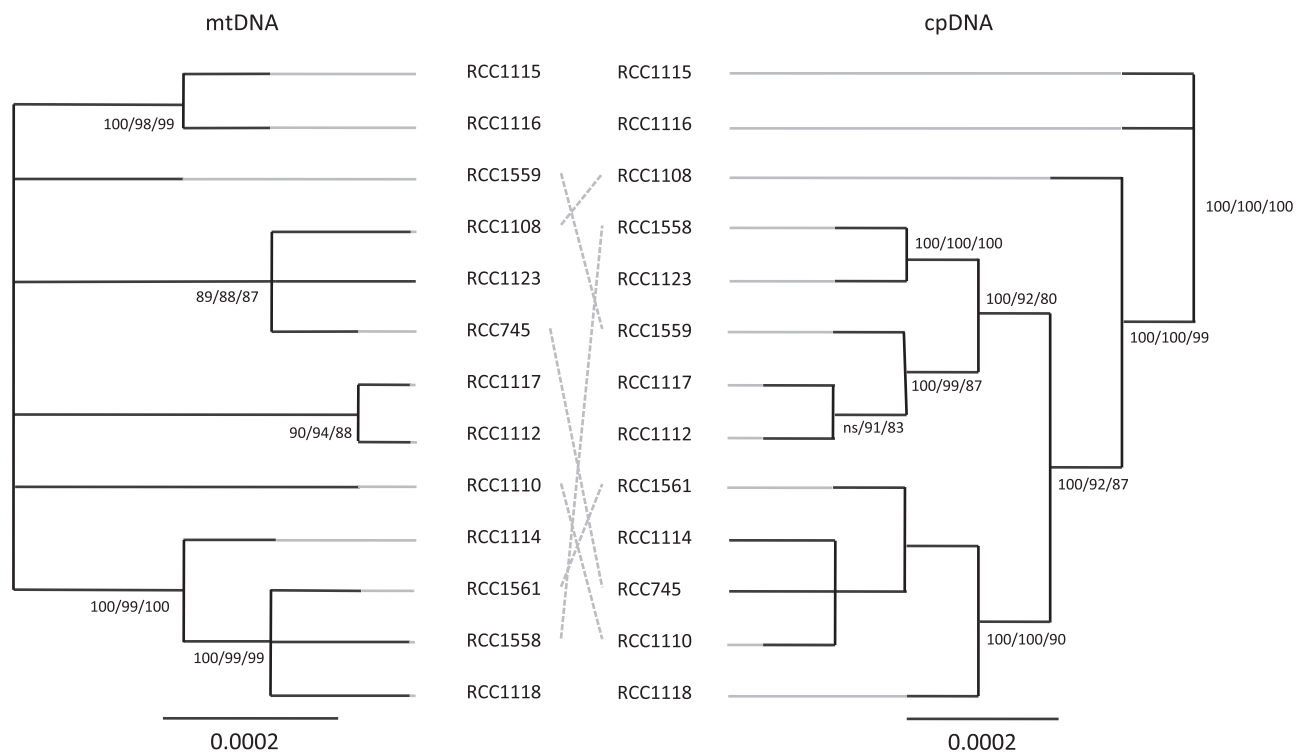 mtDNA
cpDNA
RCC1115
RCC1116
RCC1559
RCC1108
RCC1123
RCC745
RCC1117
RCC1112
RCC1110
RCC1114
RCC1561
RCC1558
RCC1118
100/98/99
89/88/87
90/94/88
100/99/100
100/99/99
0.0002
RCC1115
RCC1116
RCC1108
RCC1558
RCC1123
RCC1559
RCC1117
RCC1112
RCC1561
RCC1114
RCC745
RCC1110
RCC1118
100/100/100
100/100/100
100/92/80
100/100/99
100/99/87
ns/91/83
100/92/87
100/100/90
0.0002